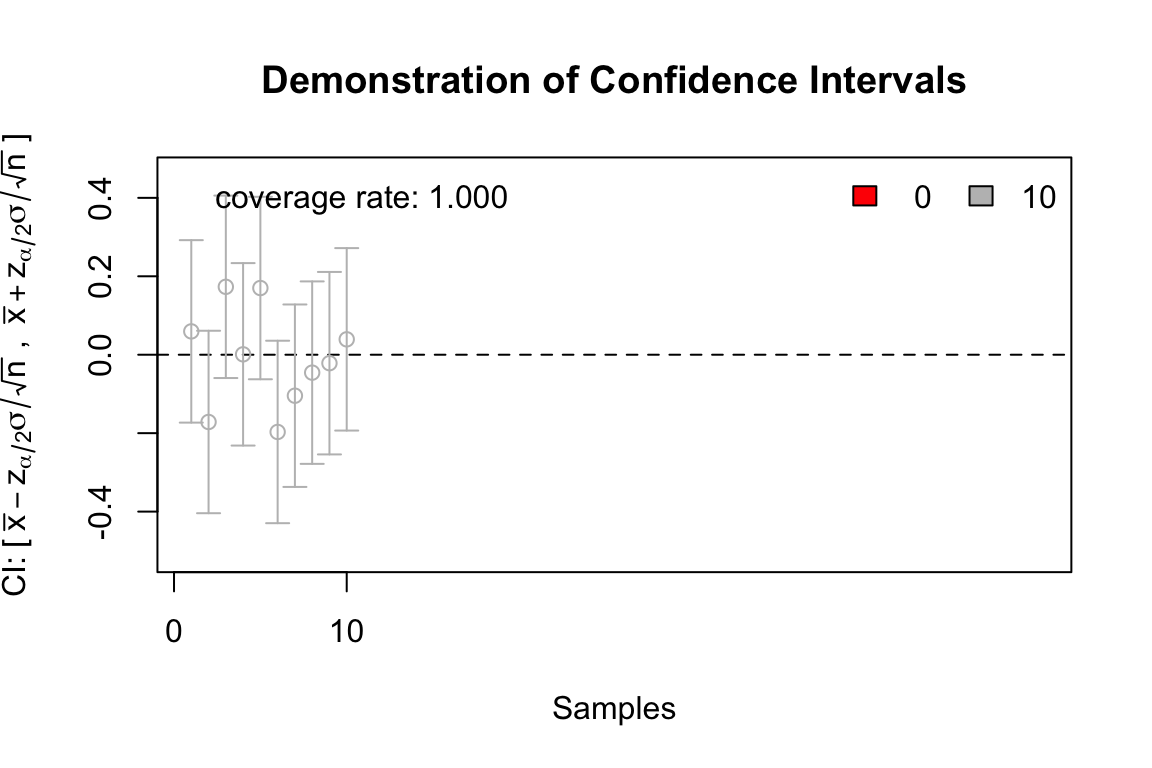 Demonstration of Confidence Intervals
CI: [ x̅ − zα/2σ/√n , x̅ + zα/2σ/√n ]
coverage rate: 1.000
0 10
0.4
0.2
0.0
-0.4
0 10
Samples